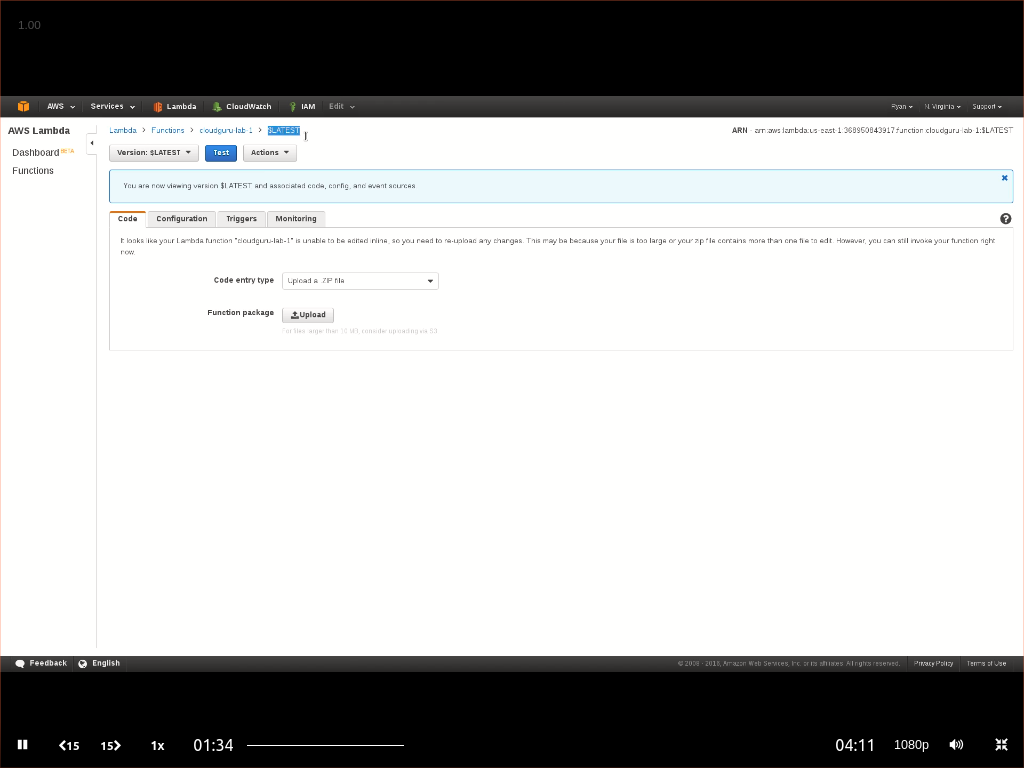 1.00
AWS Services Lambda CloudWatch IAM Edit Ryan N. Virginia Support
AWS Lambda
Dashboard BETA
Functions
Lambda > Functions > cloudguru-lab-1 > $LATEST
ARN - arn:aws:lambda:us-east-1:368950843917:function:cloudguru-lab-1:$LATEST
Version: $LATEST Test Actions
You are now viewing version $LATEST and associated code, config, and event sources
Code Configuration Triggers Monitoring
It looks like your Lambda function "cloudguru-lab-1" is unable to be edited inline, so you need to re-upload any changes. This may be because your file is too large or your zip file contains more than one file to edit. However, you can still invoke your function right
now.
Code entry type Upload a .ZIP file
Function package Upload
For files larger than 10 MB, consider uploading via S3.
Feedback English © 2008 - 2016, Amazon Web Services, Inc. or its affiliates. All rights reserved. Privacy Policy Terms of Use
15 15 1x 01:34 04:11 1080p